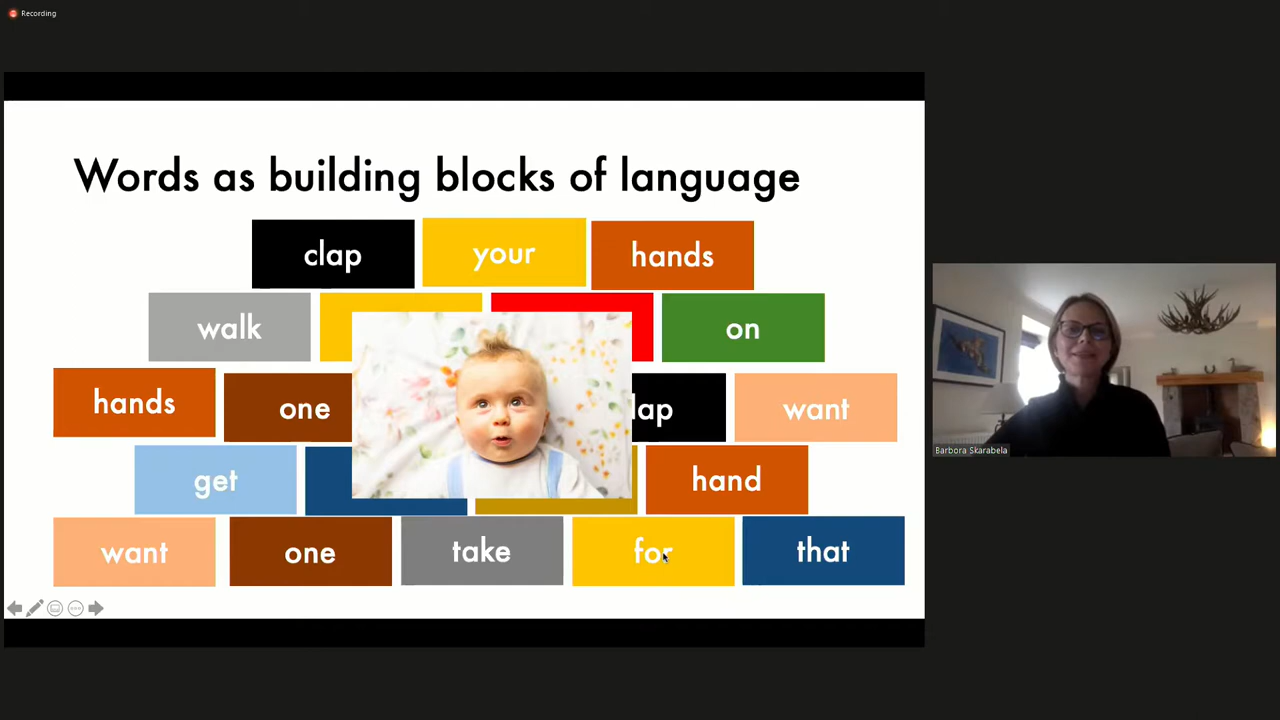 Recording
Words as building blocks of language
clap your hands
walk on
hands one lap want
get hand
want one take for that
Barbora Skarabela